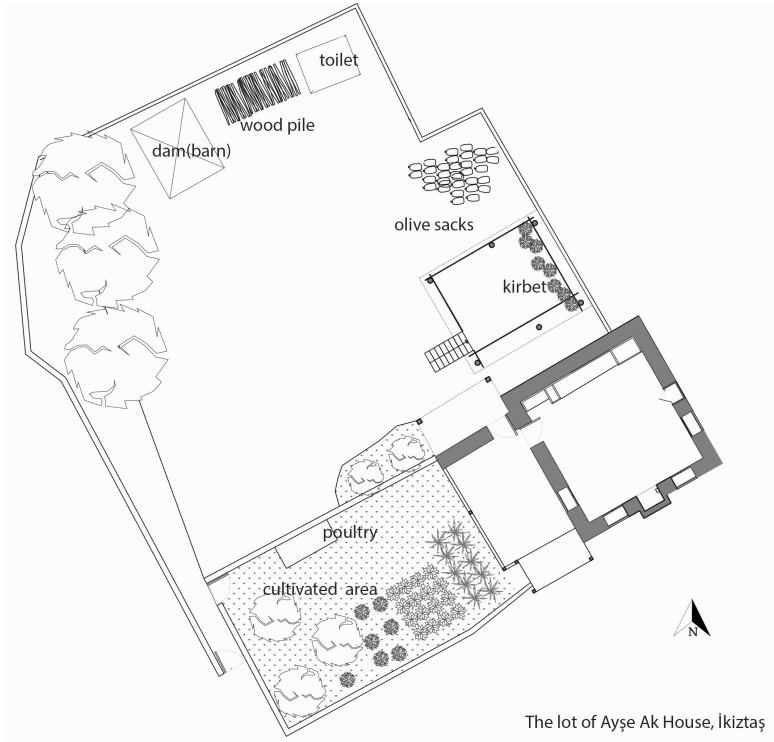 toilet
wood pile
dam(barn)
olive sacks
kirbet
poultry
cultivated area
N
The lot of Ayşe Ak House, İkiztaş